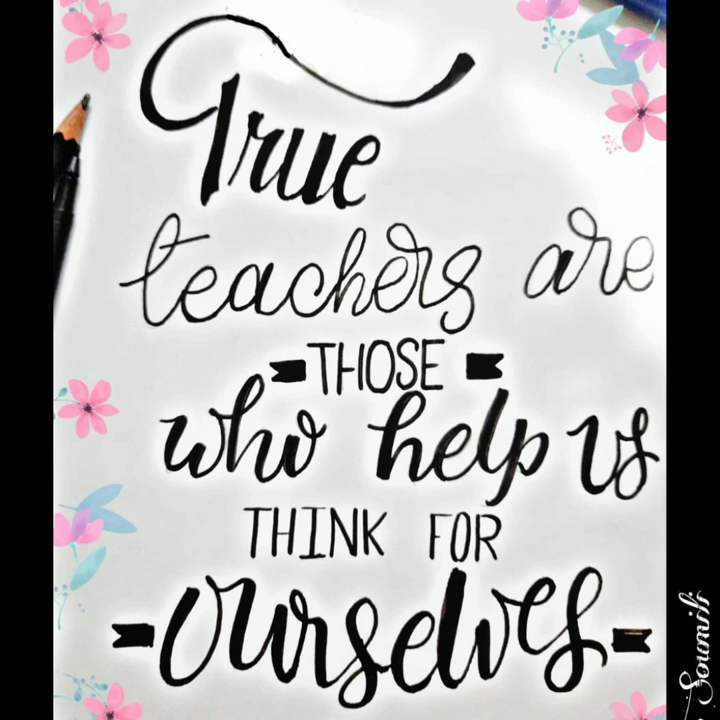 True
teachers are
THOSE
who help us
THINK FOR
ourselves
Soumili